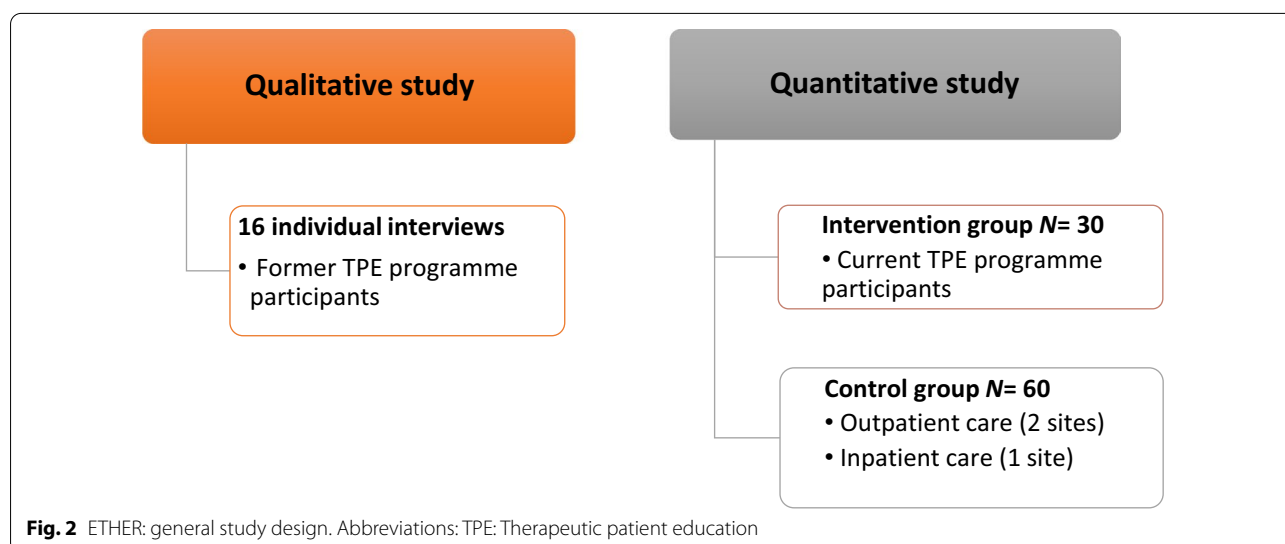 Qualitative study
16 individual interviews
• Former TPE programme
participants
Quantitative study
Intervention group N= 30
• Current TPE programme
participants
Control group N= 60
• Outpatient care (2 sites)
• Inpatient care (1 site)
Fig. 2 ETHER: general study design. Abbreviations: TPE: Therapeutic patient education